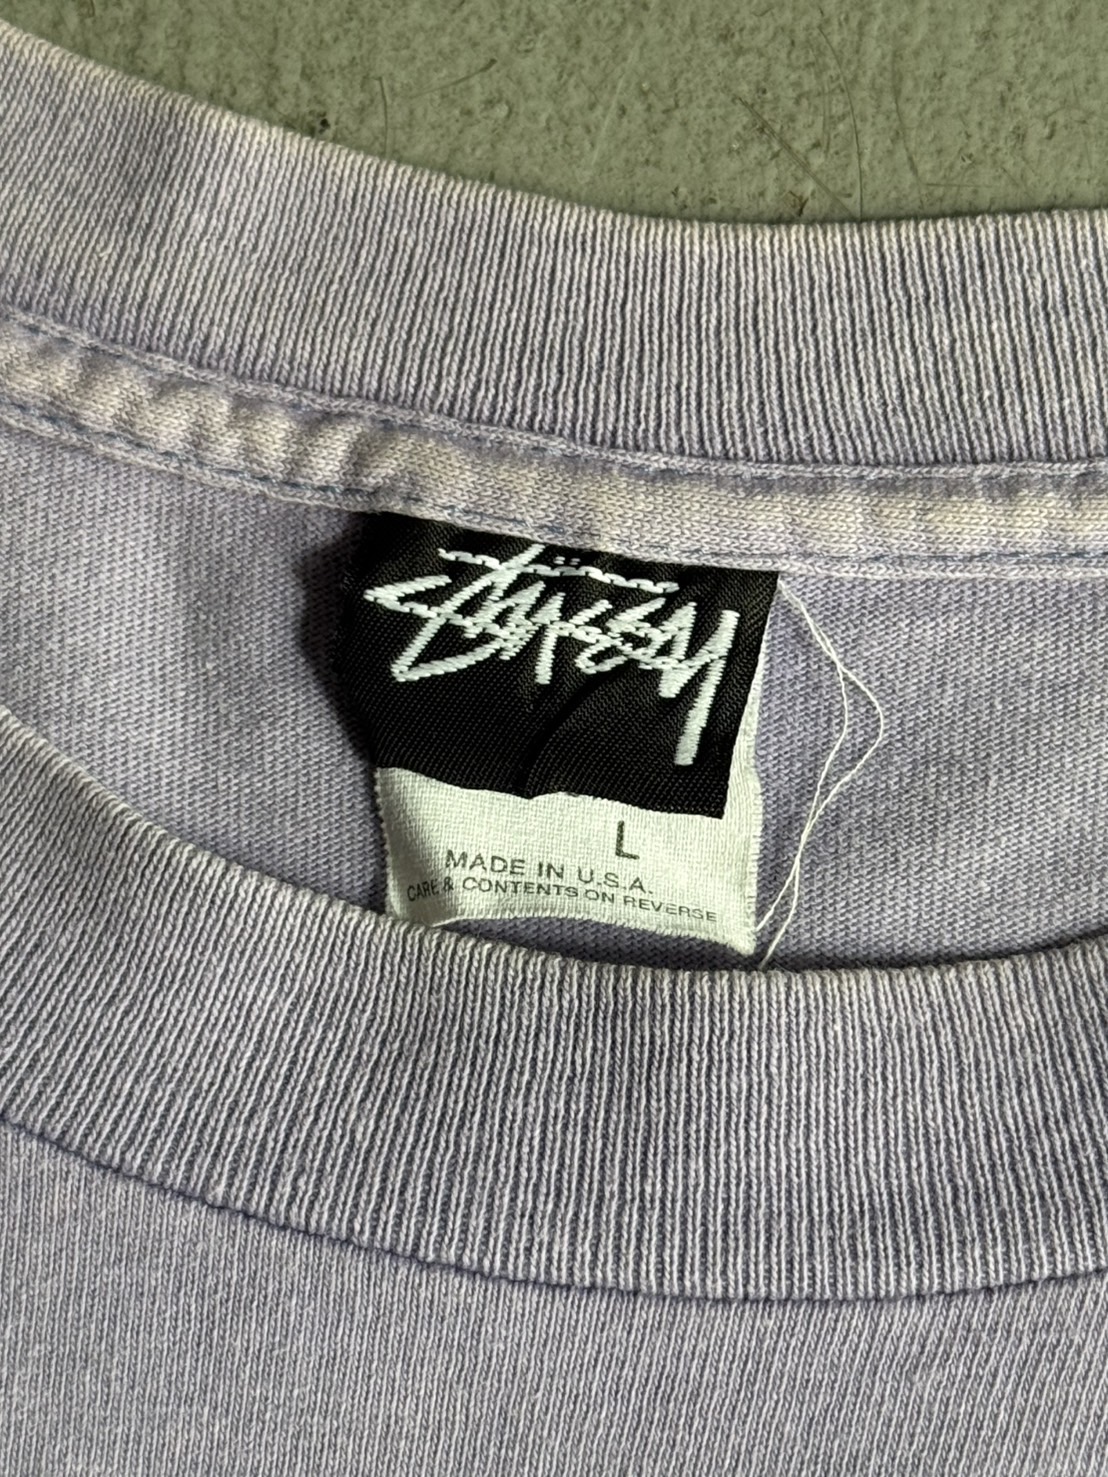 Stüssy
L
MADE IN U.S.A.
CARE & CONTENTS ON REVERSE